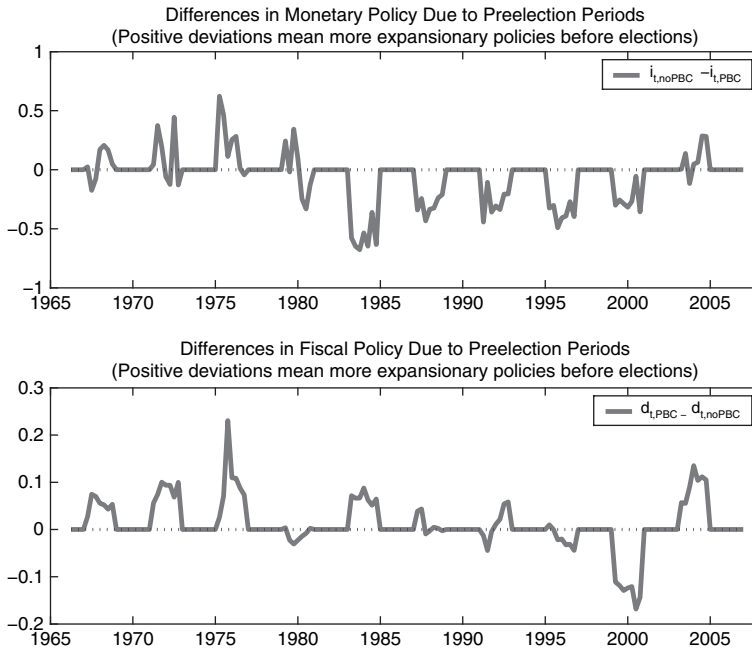 Differences in Monetary Policy Due to Preelection Periods
(Positive deviations mean more expansionary policies before elections)
1
0.5
0
−0.5
−1
i_{t,noPBC} −i_{t,PBC}
1965 1970 1975 1980 1985 1990 1995 2000 2005
Differences in Fiscal Policy Due to Preelection Periods
(Positive deviations mean more expansionary policies before elections)
0.3
0.2
0.1
0
−0.1
−0.2
d_{t,PBC} − d_{t,noPBC}
1965 1970 1975 1980 1985 1990 1995 2000 2005